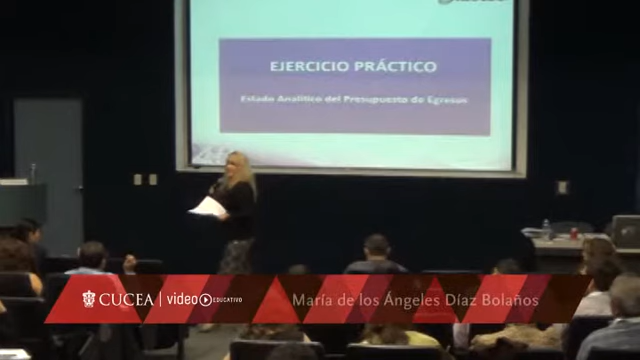 EJERCICIO PRÁCTICO
Estado Analítico del Presupuesto de Egresos
CUCEA | video EDUCATIVO
María de los Ángeles Díaz Bolaños